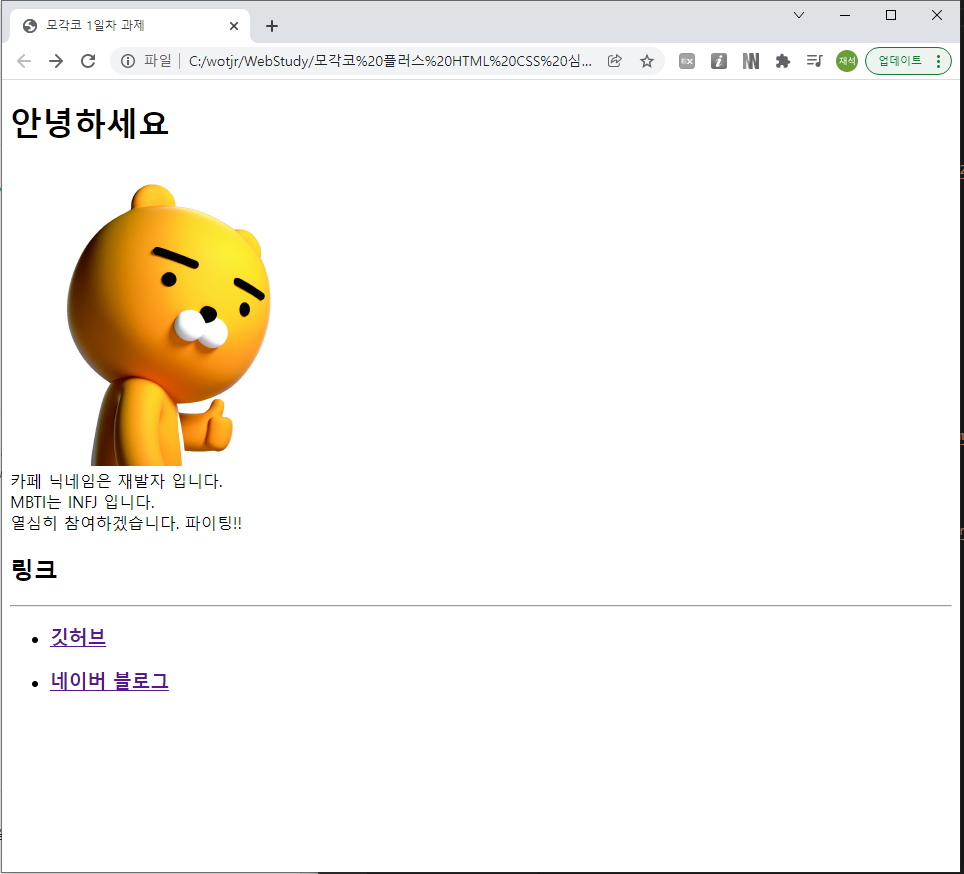 모각코 1일차 과제
파일
C:/wotjr/WebStudy/모각코%20플러스%20HTML%20CSS%20심...
EX
재석
업데이트
안녕하세요
카페 닉네임은 재발자 입니다.
MBTI는 INFJ 입니다.
열심히 참여하겠습니다. 파이팅!!
링크
깃허브
네이버 블로그